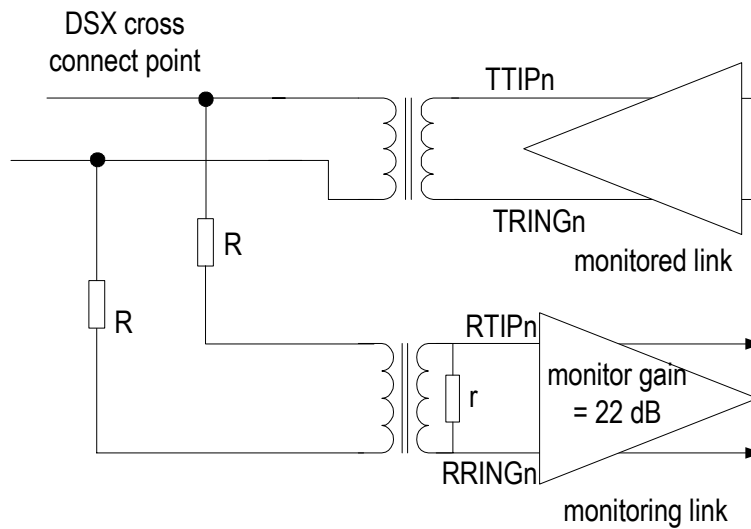 DSX cross
connect point
TTIPn
TRINGn
monitored link
R
R
RTIPn
monitor gain
= 22 dB
r
RRINGn
monitoring link